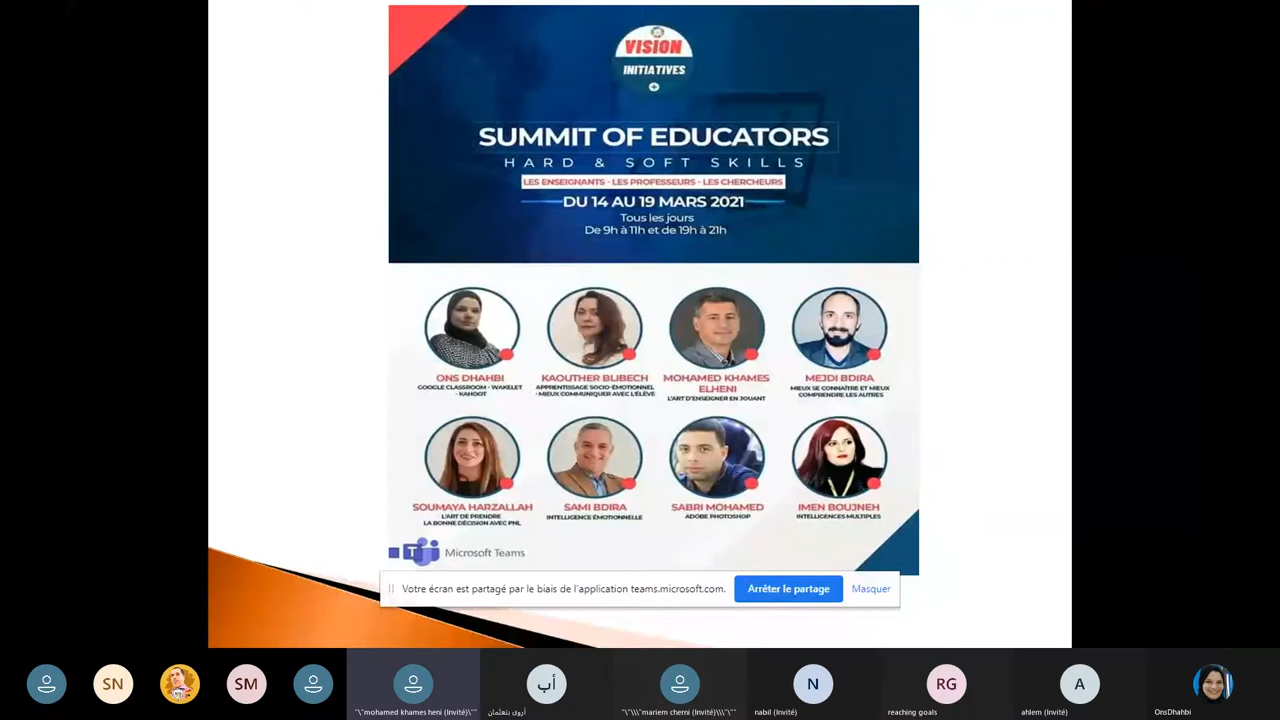 VISION
INITIATIVES
SUMMIT OF EDUCATORS
HARD & SOFT SKILLS
LES ENSEIGNANTS - LES PROFESSEURS - LES CHERCHEURS
DU 14 AU 19 MARS 2021
Tous les jours
De 9h à 11h et de 19h à 21h
ONS DHAHBI
GOOGLE CLASSROOM - WAKELET
- KAHOOT
KAOUTHER BLIBECH
APPRENTISSAGE SOCIO-ÉMOTIONNEL
- MIEUX COMMUNIQUER AVEC L'ÉLÈVE
MOHAMED KHAMES
ELHENI
L'ART D'ENSEIGNER EN JOUANT
MEJDI BDIRA
MIEUX SE CONNAÎTRE ET MIEUX
COMPRENDRE LES AUTRES
SOUMAYA HARZALLAH
L'ART DE PRENDRE
LA BONNE DÉCISION AVEC PNL
SAMI BDIRA
INTELLIGENCE ÉMOTIONNELLE
SABRI MOHAMED
ADOBE PHOTOSHOP
IMEN BOUJNEH
INTELLIGENCES MULTIPLES
T Microsoft Teams
Votre écran est partagé par le biais de l'application teams.microsoft.com. Arrêter le partage Masquer
SN SM أب N RG A
"\"mohamed khames heni (Invité)\"" أروى بنعثمان "\"\\\"mariem cherni (Invité)\\\"\"" nabil (Invité) reaching goals ahlem (Invité) OnsDhahbi